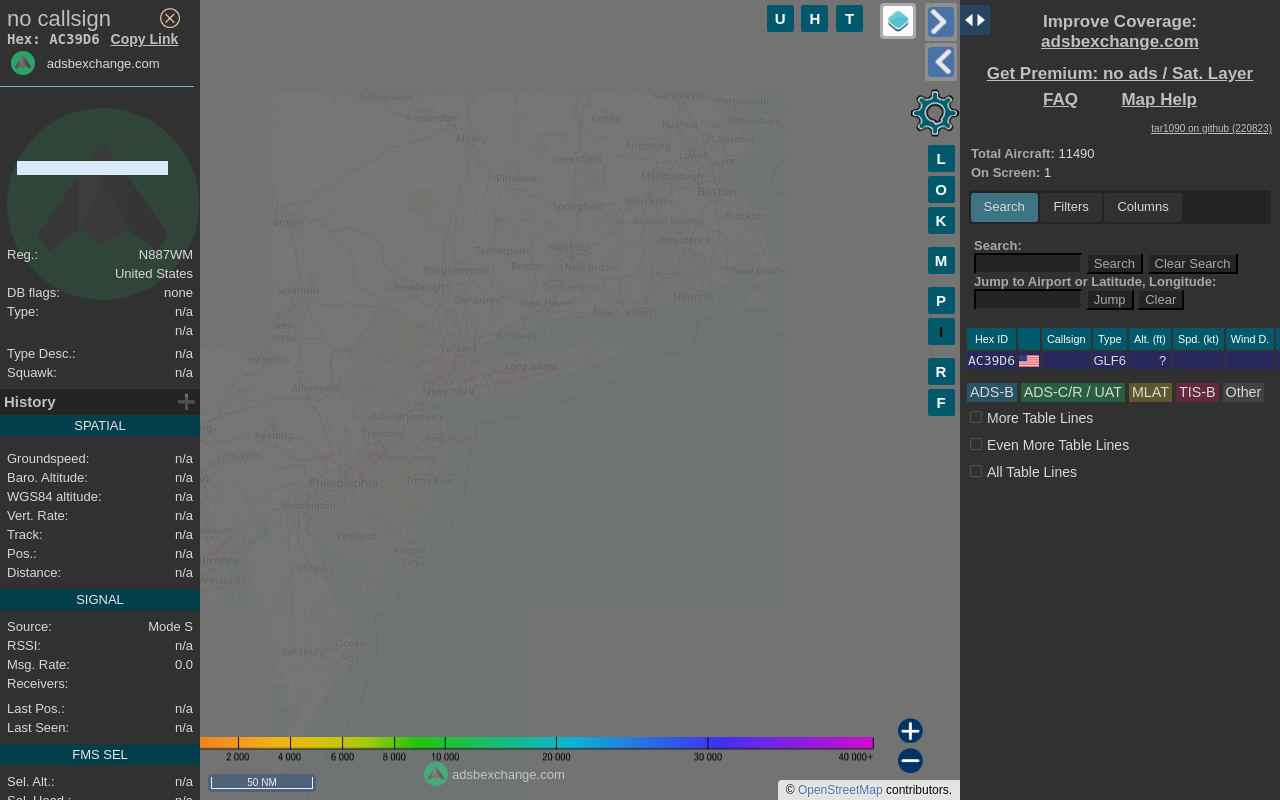 no callsign
Hex: AC39D6 Copy Link
adsbexchange.com
Reg.: N887WM
United States
DB flags: none
Type: n/a
n/a
Type Desc.: n/a
Squawk: n/a
History
SPATIAL
Groundspeed: n/a
Baro. Altitude: n/a
WGS84 altitude: n/a
Vert. Rate: n/a
Track: n/a
Pos.: n/a
Distance: n/a
SIGNAL
Source: Mode S
RSSI: n/a
Msg. Rate: 0.0
Receivers:
Last Pos.: n/a
Last Seen: n/a
FMS SEL
Sel. Alt.: n/a
Sel. Head.: n/a
U H T
L
O
K
M
P
I
R
F
Gloversville
Amsterdam
Albany
Manchester
Portsmouth
Keene
Nashua
Amesbury
Lawrence
Fitchburg
Lowell
Lynn
Greenfield
Pittsfield
Marlborough
Boston
Worcester
Springfield
Massachusetts
Brockton
Torrington
Hartford
Providence
Bristol
New Britain
Poughkeepsie
Rhode Island
New Bedfo
Newburgh
Connecticut
Scranton
Danbury
New Haven
Newport
New London
Bridgeport
Yonkers
Hazleton
Long Island
Allentown
New York
New Brunswick
Reading
Trenton
Long Branch
Lancaster
New Jersey
Philadelphia
Toms River
Wilmington
Vineland
Atlantic
City
Annapolis
Delaware
Ocean
City
Salisbury
2 000 4 000 6 000 8 000 10 000 20 000 30 000 40 000+
50 NM
adsbexchange.com
© OpenStreetMap contributors.
Improve Coverage:
adsbexchange.com
Get Premium: no ads / Sat. Layer
FAQ Map Help
tar1090 on github (220823)
Total Aircraft: 11490
On Screen: 1
Search Filters Columns
Search:
Search Clear Search
Jump to Airport or Latitude, Longitude:
Jump Clear
Hex ID Callsign Type Alt. (ft) Spd. (kt) Wind D.
AC39D6 GLF6 ?
ADS-B ADS-C/R / UAT MLAT TIS-B Other
More Table Lines
Even More Table Lines
All Table Lines